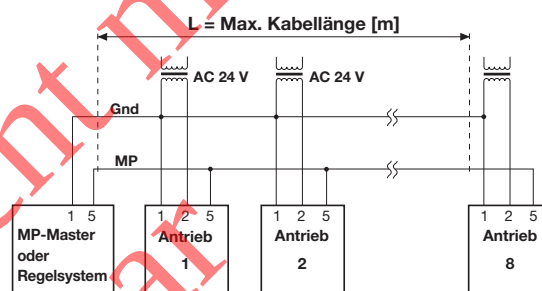 L = Max. Kabellänge [m]
AC 24 V
AC 24 V
Gnd
MP
1 5
1 2 5
1 2 5
1 2 5
MP-Master
oder
Regelsystem
Antrieb
1
Antrieb
2
Antrieb
8